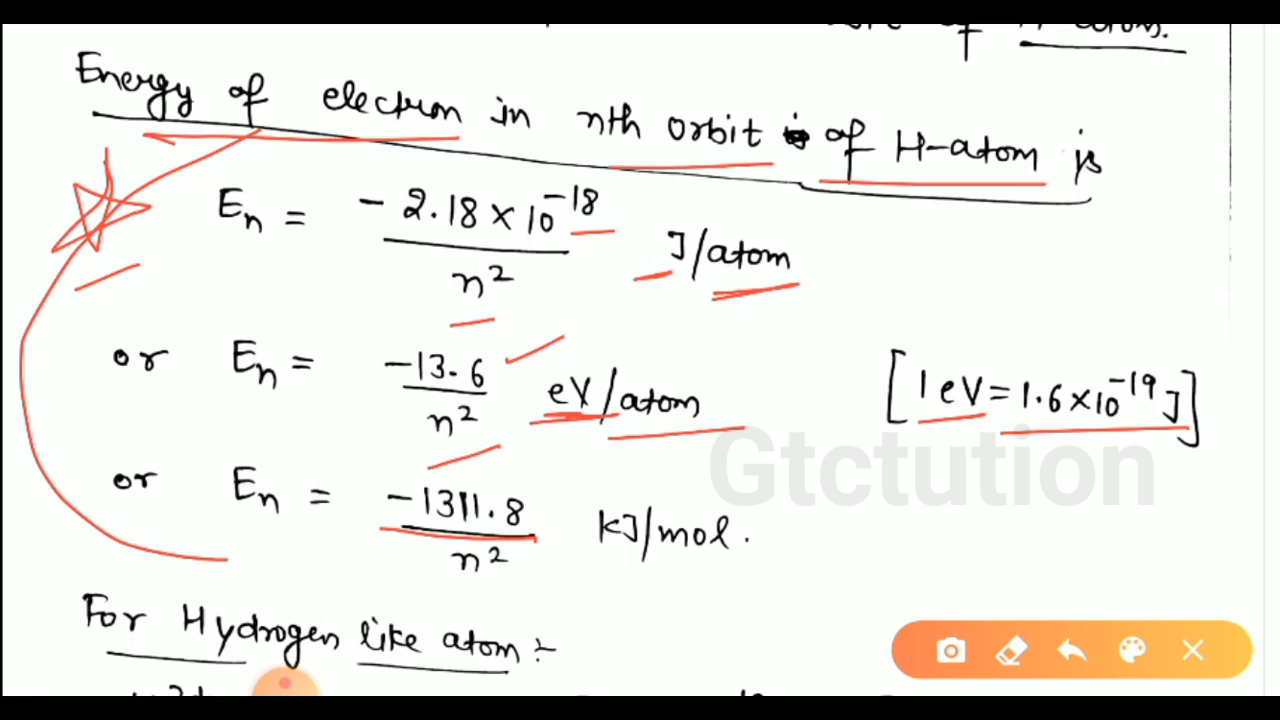 of H-atom.
Energy of electron in nth orbit of H-atom is
En = - 2.18 × 10⁻¹⁸ / n² J/atom
or En = -13.6 / n² eV/atom [1 eV = 1.6 × 10⁻¹⁹ J]
or En = -1311.8 / n² kJ/mol.
Gtctution
For Hydrogen like atom :-